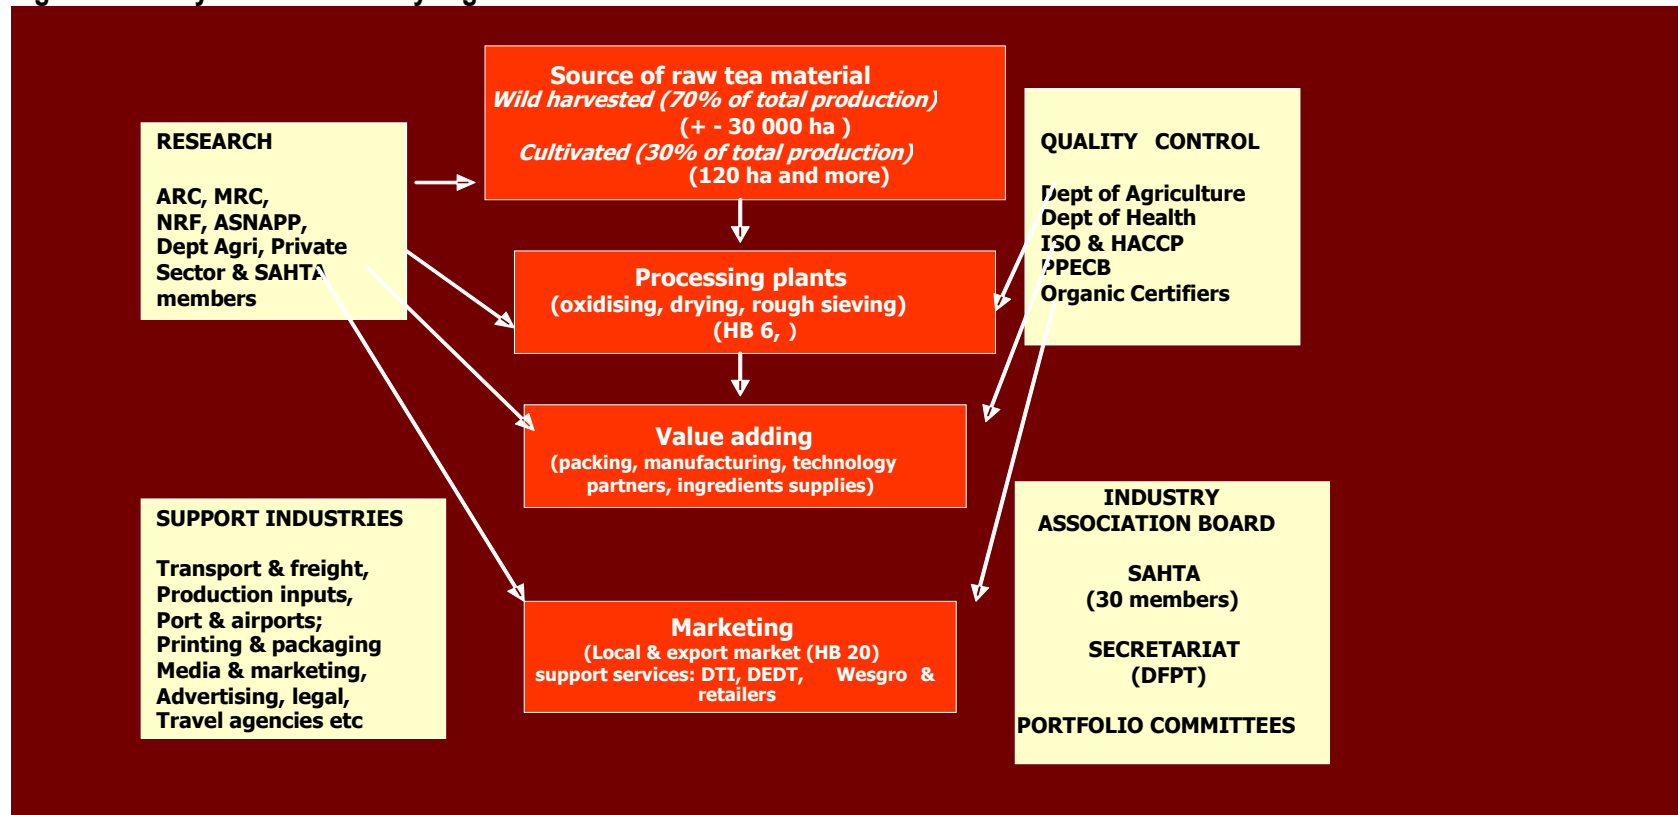 Source of raw tea material
Wild harvested (70% of total production)
(+ - 30 000 ha )
Cultivated (30% of total production)
(120 ha and more)
RESEARCH
ARC, MRC,
NRF, ASNAPP,
Dept Agri, Private
Sector & SAHTA
members
QUALITY CONTROL
Dept of Agriculture
Dept of Health
ISO & HACCP
PPECB
Organic Certifiers
Processing plants
(oxidising, drying, rough sieving)
(HB 6, )
Value adding
(packing, manufacturing, technology
partners, ingredients supplies)
SUPPORT INDUSTRIES
Transport & freight,
Production inputs,
Port & airports;
Printing & packaging
Media & marketing,
Advertising, legal,
Travel agencies etc
INDUSTRY
ASSOCIATION BOARD
SAHTA
(30 members)
SECRETARIAT
(DFPT)
PORTFOLIO COMMITTEES
Marketing
(Local & export market (HB 20)
support services: DTI, DEDT, Wesgro &
retailers